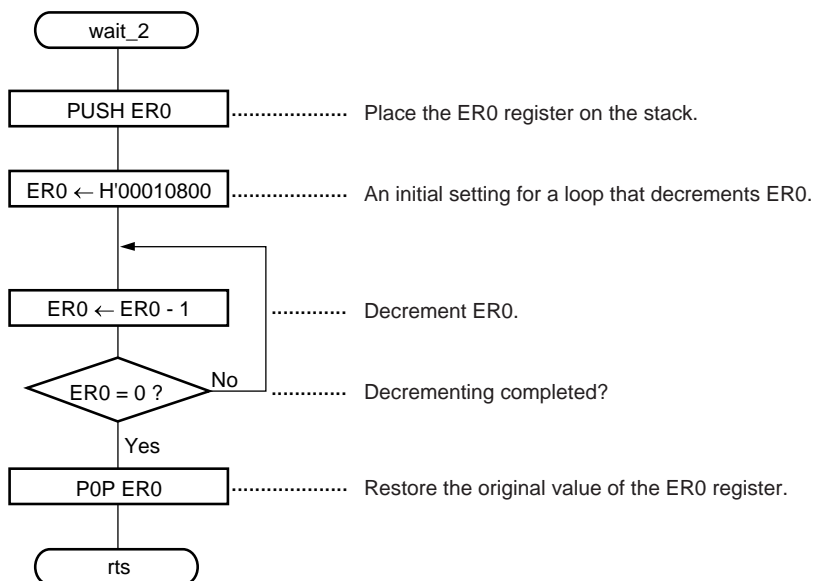 wait_2
PUSH ER0 .................... Place the ER0 register on the stack.
ER0 ← H'00010800 .................... An initial setting for a loop that decrements ER0.
ER0 ← ER0 - 1 ............. Decrement ER0.
ER0 = 0 ? No ............. Decrementing completed?
Yes
P0P ER0 .................... Restore the original value of the ER0 register.
rts